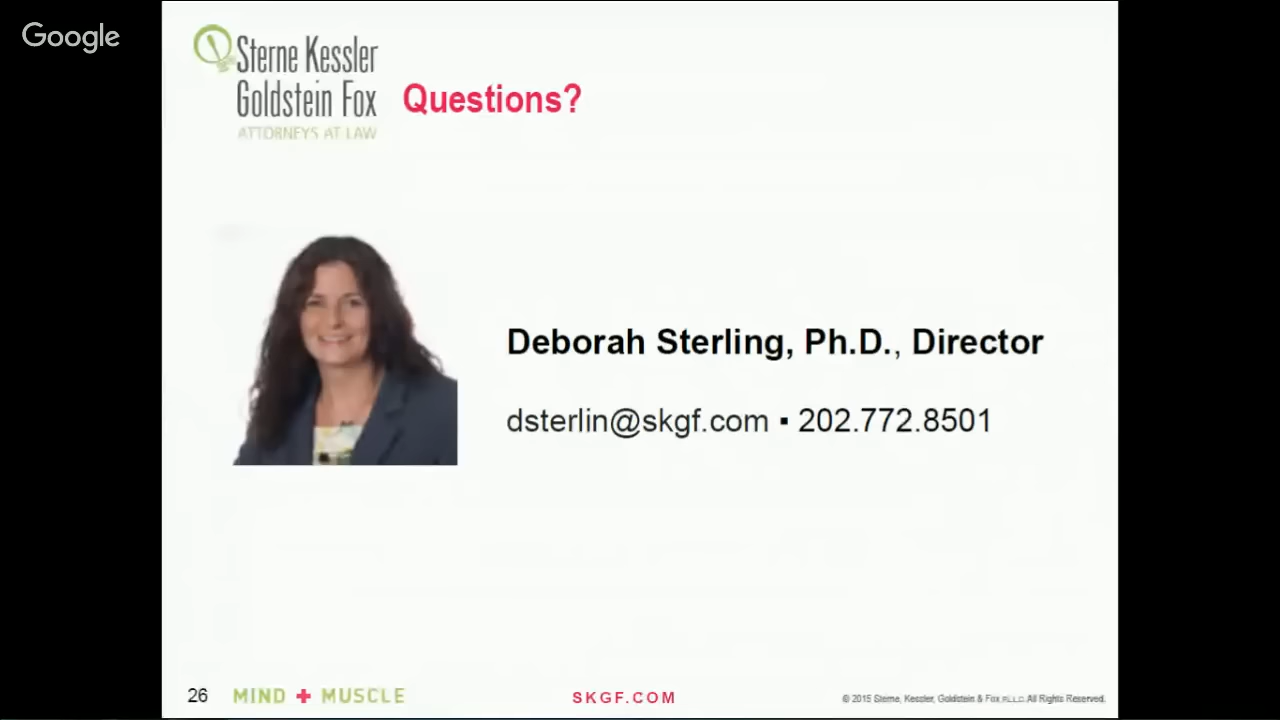 Google
Sterne Kessler
Goldstein Fox
ATTORNEYS AT LAW
Questions?
Deborah Sterling, Ph.D., Director
dsterlin@skgf.com ▪ 202.772.8501
26 MIND + MUSCLE SKGF.COM © 2015 Sterne, Kessler, Goldstein & Fox P.L.L.C. All Rights Reserved.